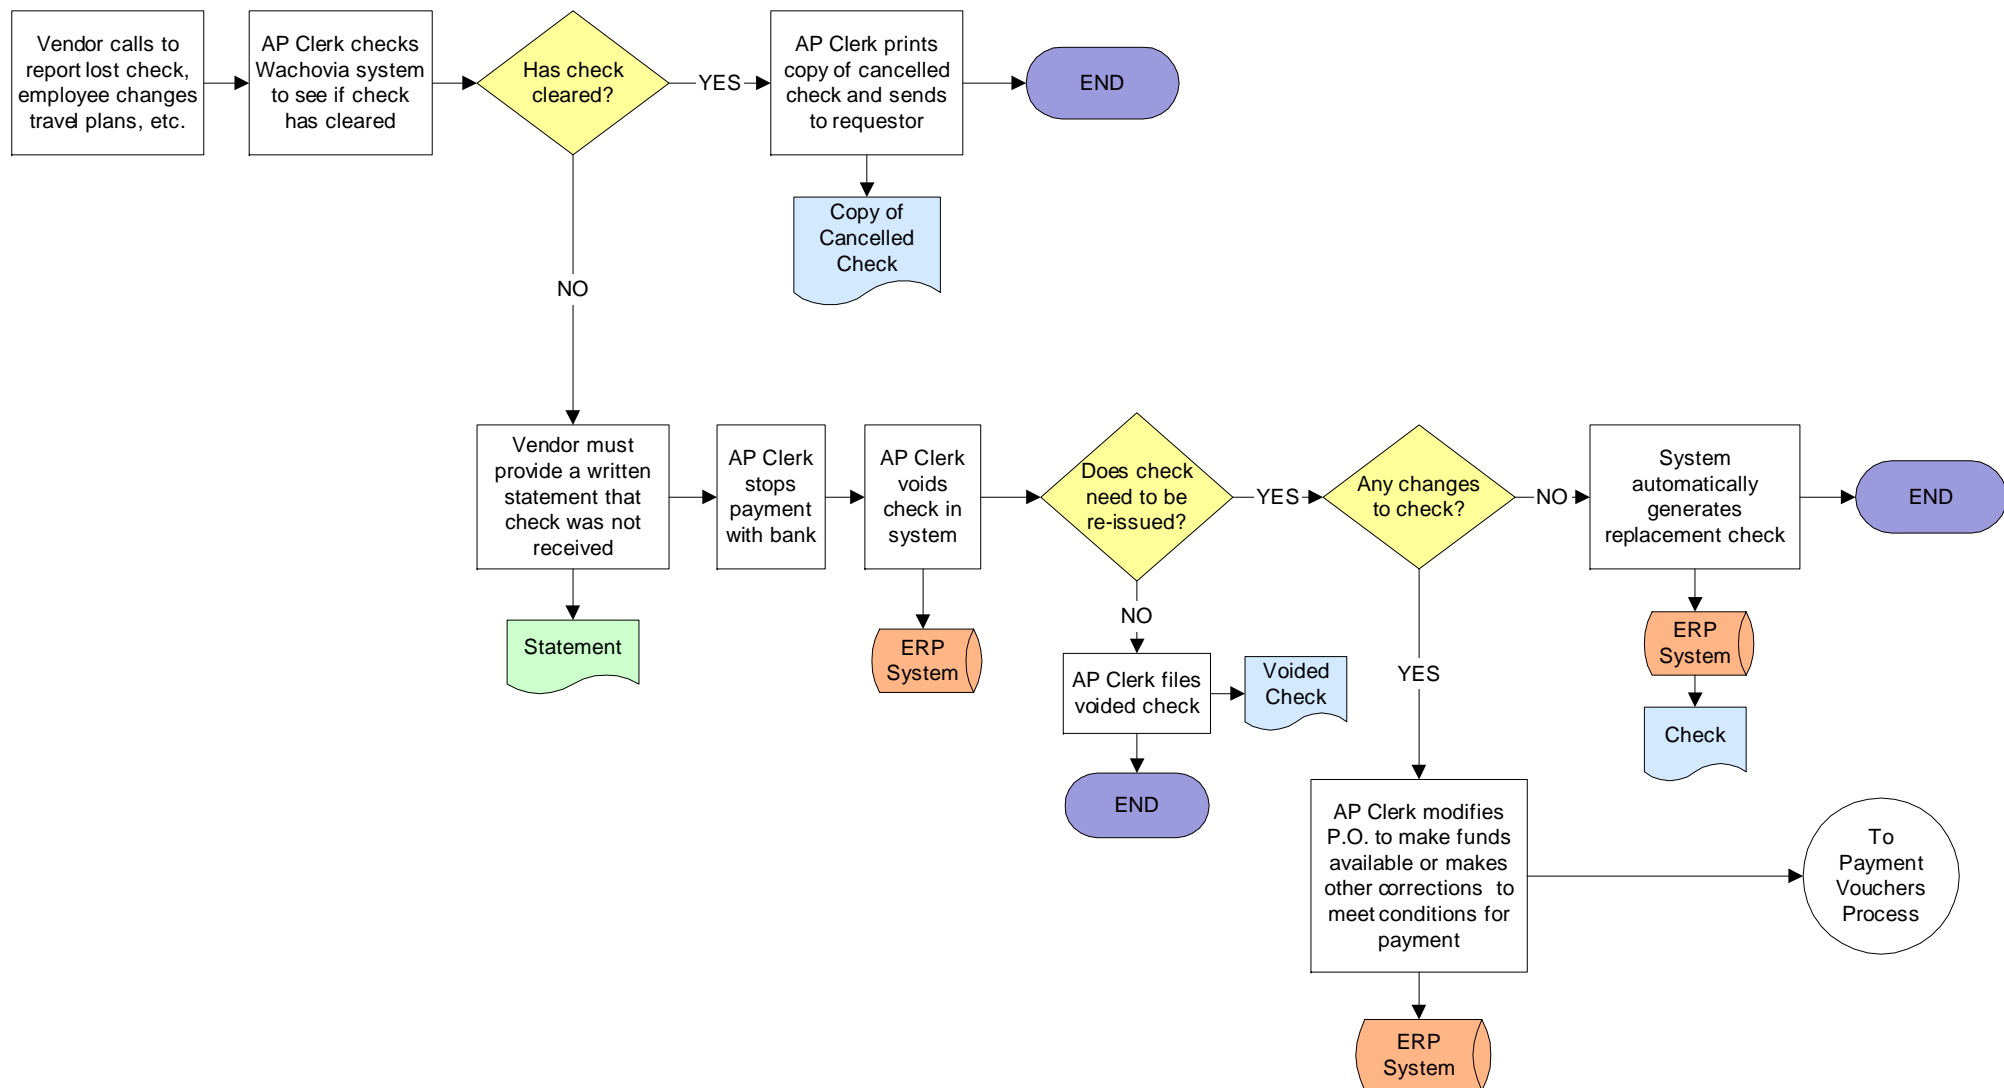 Vendor calls to
report lost check,
employee changes
travel plans, etc.
AP Clerk checks
Wachovia system
to see if check
has cleared
Has check
cleared?
YES
AP Clerk prints
copy of cancelled
check and sends
to requestor
END
Copy of
Cancelled
Check
NO
Vendor must
provide a written
statement that
check was not
received
AP Clerk
stops
payment
with bank
AP Clerk
voids
check in
system
Does check
need to be
re-issued?
YES
Any changes
to check?
NO
System
automatically
generates
replacement check
END
Statement
ERP
System
NO
AP Clerk files
voided check
Voided
Check
END
YES
ERP
System
Check
AP Clerk modifies
P.O. to make funds
available or makes
other corrections to
meet conditions for
payment
To
Payment
Vouchers
Process
ERP
System